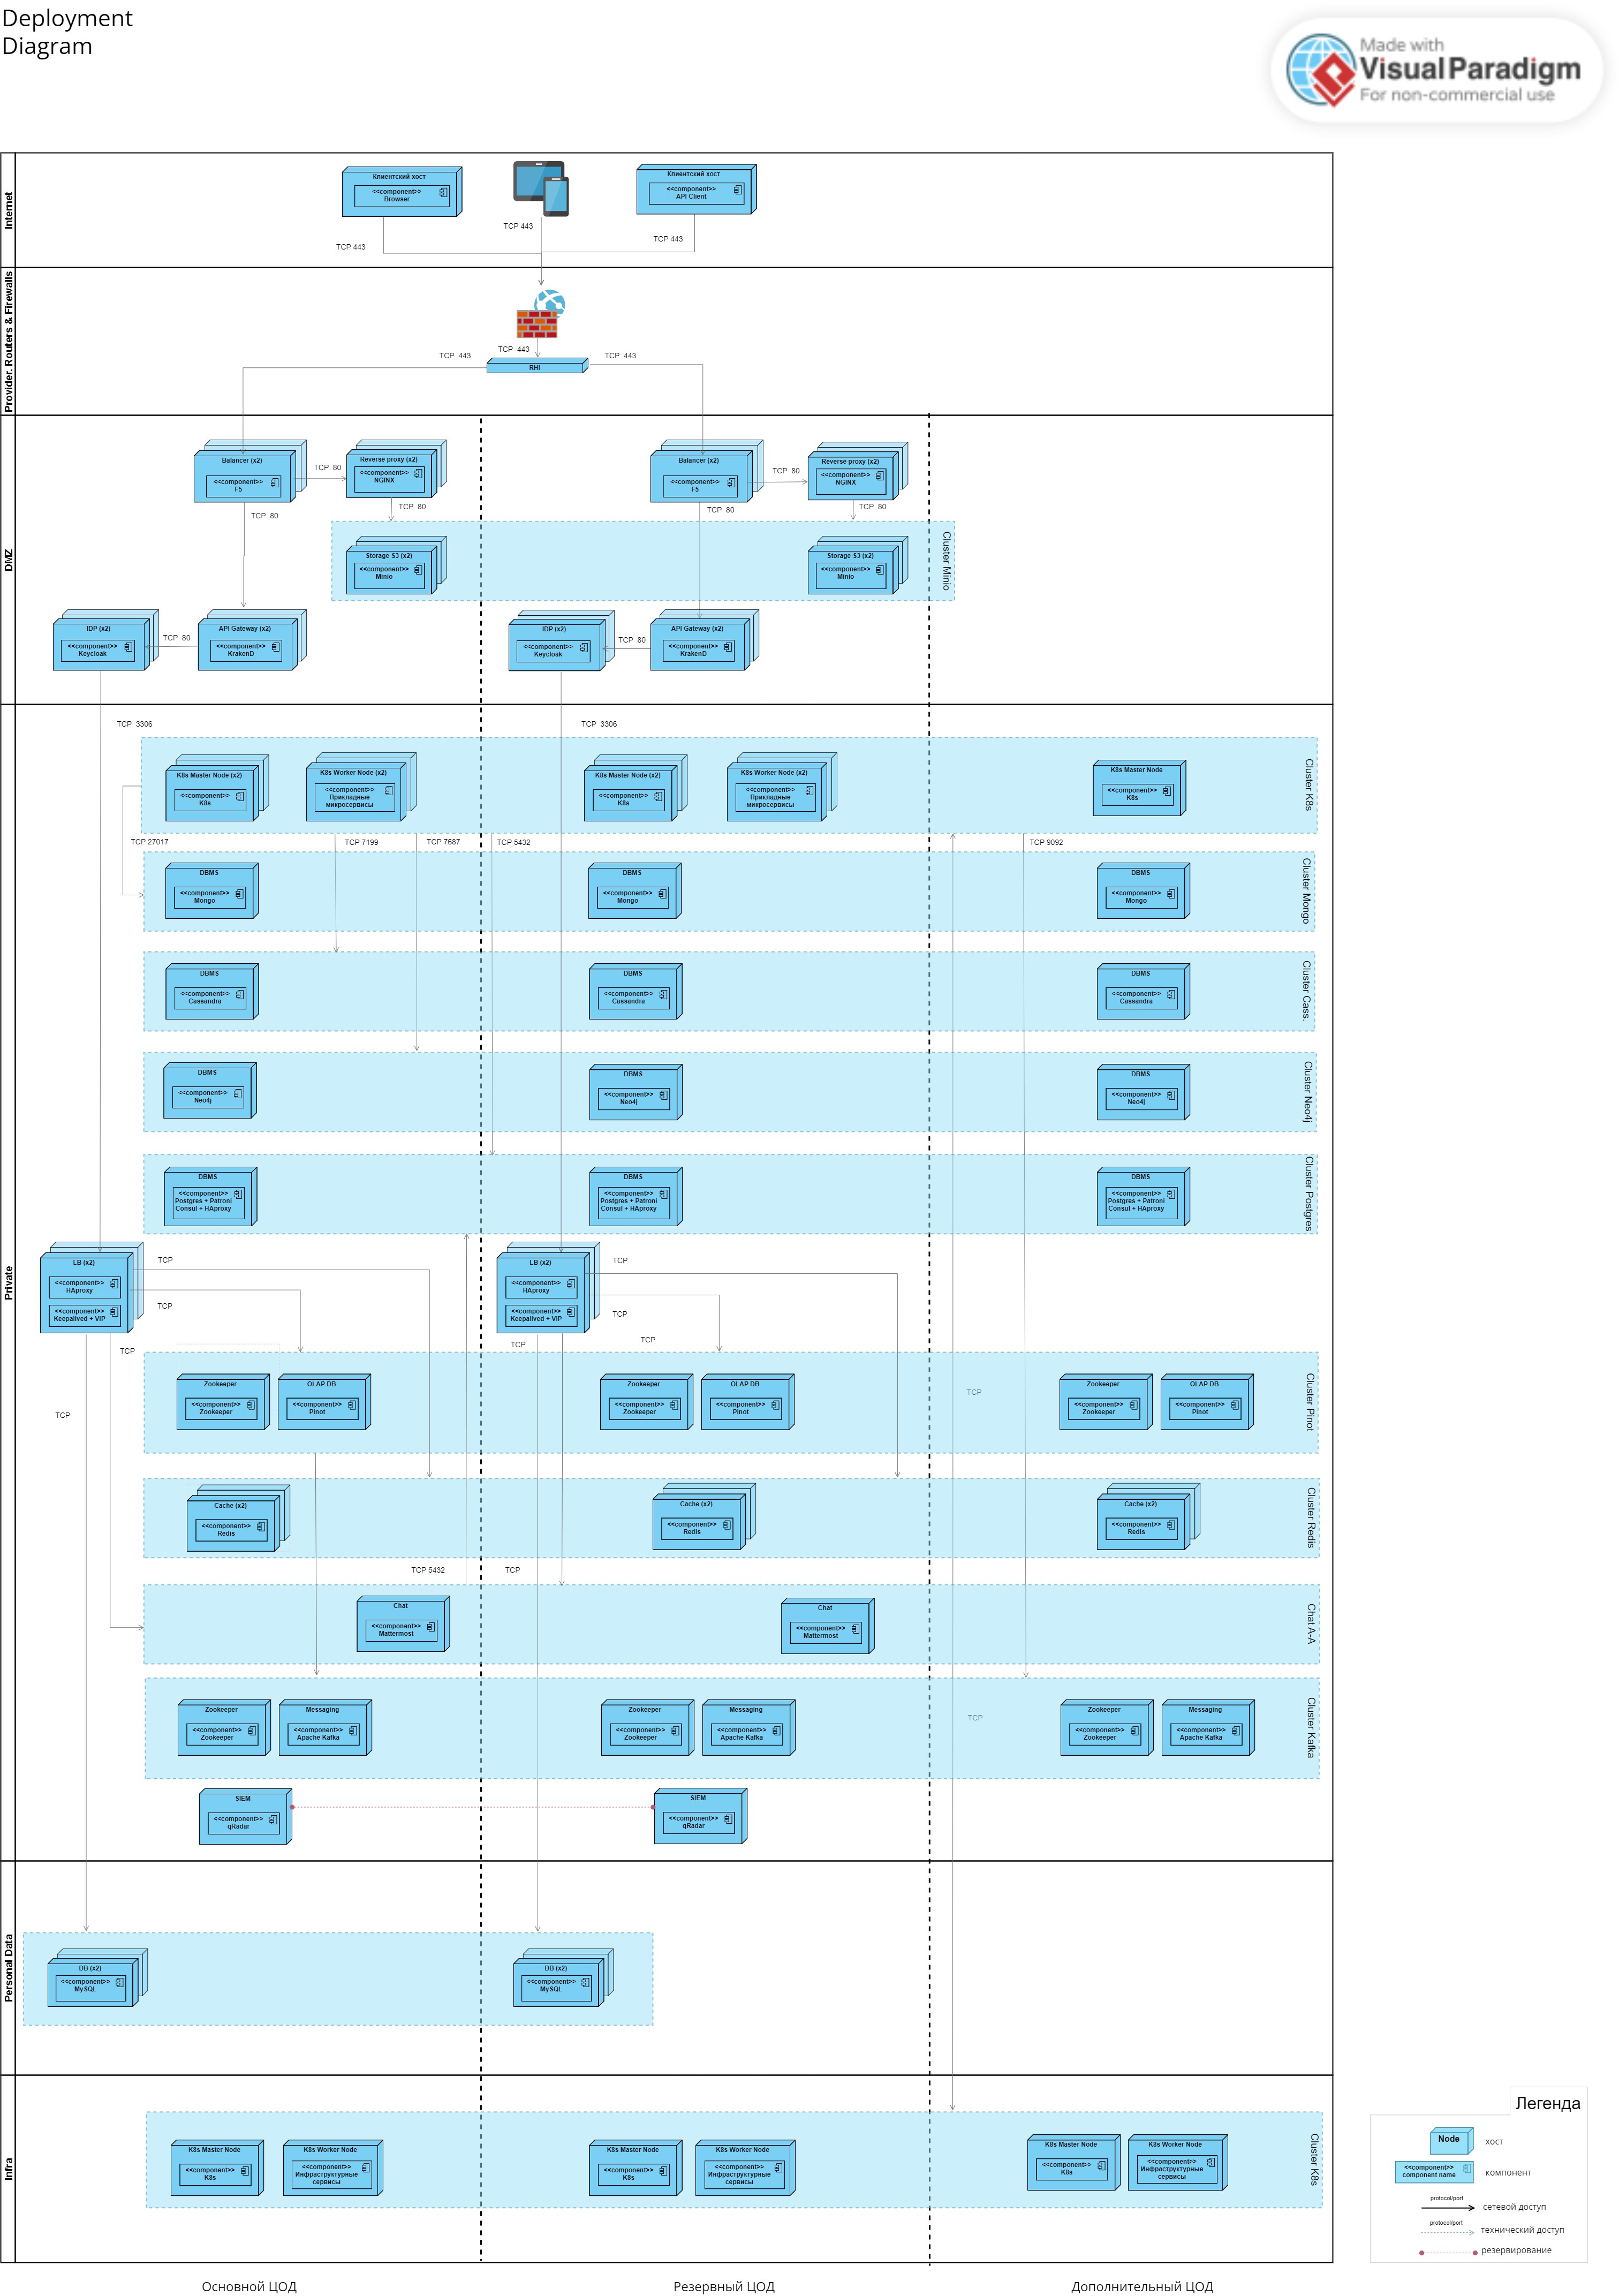 Deployment
Diagram
Made with
Visual Paradigm
For non-commercial use
Internet
Клиентский хост
<<component>>
Browser
Клиентский хост
<<component>>
API Client
TCP 443
TCP 443
TCP 443
Provider. Routers & Firewalls
TCP 443
TCP 443
TCP 443
RHI
DMZ
Balancer (x2)
<<component>>
F5
TCP 80
Reverse proxy (x2)
<<component>>
NGINX
Balancer (x2)
<<component>>
F5
TCP 80
Reverse proxy (x2)
<<component>>
NGINX
TCP 80
TCP 80
TCP 80
TCP 80
Storage S3 (x2)
<<component>>
Minio
Storage S3 (x2)
<<component>>
Minio
Cluster Minio
IDP (x2)
<<component>>
Keycloak
TCP 80
API Gateway (x2)
<<component>>
KrakenD
IDP (x2)
<<component>>
Keycloak
TCP 80
API Gateway (x2)
<<component>>
KrakenD
Private
TCP 3306
TCP 3306
K8s Master Node (x2)
<<component>>
K8s
K8s Worker Node (x2)
<<component>>
Прикладные
микросервисы
K8s Master Node (x2)
<<component>>
K8s
K8s Worker Node (x2)
<<component>>
Прикладные
микросервисы
K8s Master Node
<<component>>
K8s
Cluster K8s
TCP 27017
TCP 7199
TCP 7687
TCP 5432
TCP 9092
DBMS
<<component>>
Mongo
DBMS
<<component>>
Mongo
DBMS
<<component>>
Mongo
Cluster Mongo
DBMS
<<component>>
Cassandra
DBMS
<<component>>
Cassandra
DBMS
<<component>>
Cassandra
Cluster Cass.
DBMS
<<component>>
Neo4j
DBMS
<<component>>
Neo4j
DBMS
<<component>>
Neo4j
Cluster Neo4j
DBMS
<<component>>
Postgres + Patroni
Consul + HAproxy
DBMS
<<component>>
Postgres + Patroni
Consul + HAproxy
DBMS
<<component>>
Postgres + Patroni
Consul + HAproxy
Cluster Postgres
LB (x2)
<<component>>
HAproxy
<<component>>
Keepalived + VIP
TCP
TCP
TCP
TCP
LB (x2)
<<component>>
HAproxy
<<component>>
Keepalived + VIP
TCP
TCP
TCP
TCP
Zookeeper
<<component>>
Zookeeper
OLAP DB
<<component>>
Pinot
Zookeeper
<<component>>
Zookeeper
OLAP DB
<<component>>
Pinot
TCP
Zookeeper
<<component>>
Zookeeper
OLAP DB
<<component>>
Pinot
Cluster Pinot
Cache (x2)
<<component>>
Redis
Cache (x2)
<<component>>
Redis
Cache (x2)
<<component>>
Redis
Cluster Redis
TCP 5432
TCP
Chat
<<component>>
Mattermost
Chat
<<component>>
Mattermost
Chat A-A
Zookeeper
<<component>>
Zookeeper
Messaging
<<component>>
Apache Kafka
Zookeeper
<<component>>
Zookeeper
Messaging
<<component>>
Apache Kafka
TCP
Zookeeper
<<component>>
Zookeeper
Messaging
<<component>>
Apache Kafka
Cluster Kafka
SIEM
<<component>>
qRadar
SIEM
<<component>>
qRadar
Personal Data
DB (x2)
<<component>>
MySQL
DB (x2)
<<component>>
MySQL
Infra
K8s Master Node
<<component>>
K8s
K8s Worker Node
<<component>>
Инфраструктурные
сервисы
K8s Master Node
<<component>>
K8s
K8s Worker Node
<<component>>
Инфраструктурные
сервисы
K8s Master Node
<<component>>
K8s
K8s Worker Node
<<component>>
Инфраструктурные
сервисы
Cluster K8s
Основной ЦОД
Резервный ЦОД
Дополнительный ЦОД
Легенда
Node
хост
<<component>>
component name
компонент
protocol/port
сетевой доступ
protocol/port
технический доступ
резервирование